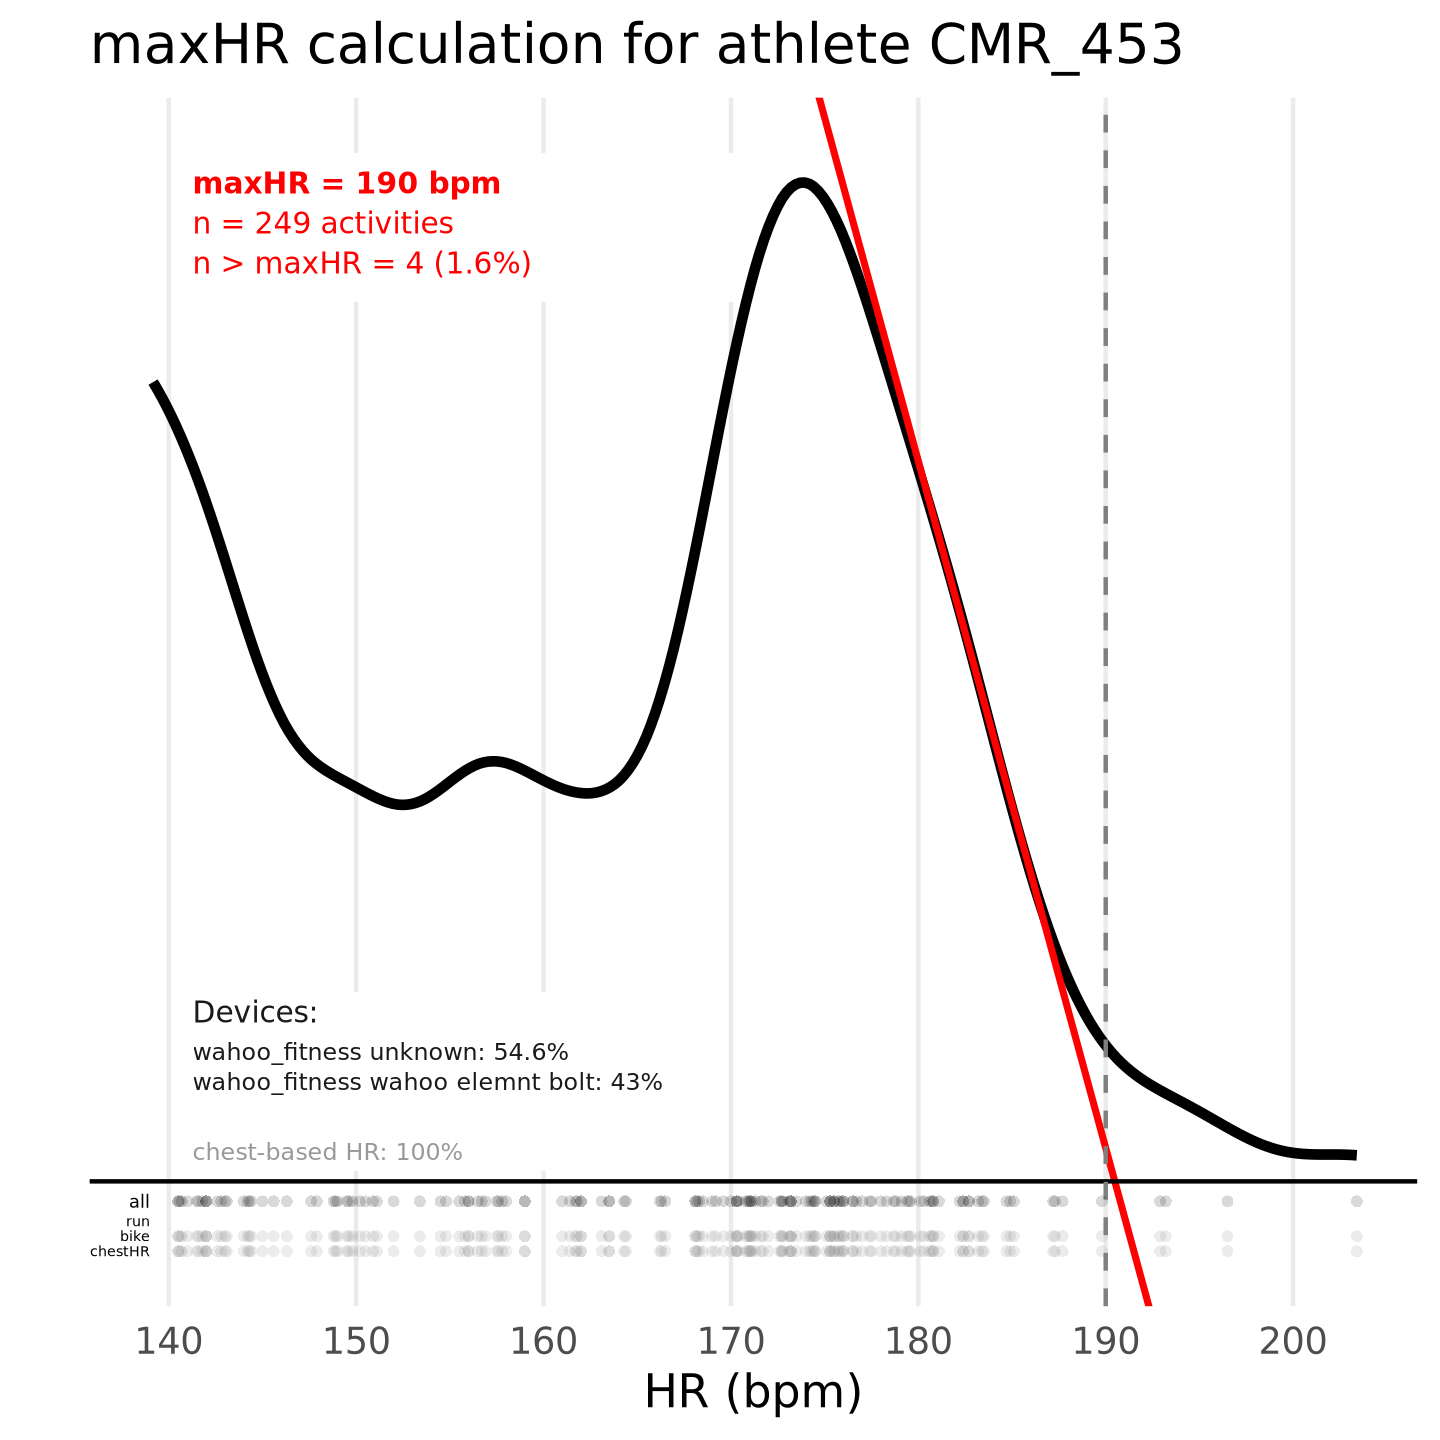 maxHR calculation for athlete CMR_453
maxHR = 190 bpm
n = 249 activities
n > maxHR = 4 (1.6%)
Devices:
wahoo_fitness unknown: 54.6%
wahoo_fitness wahoo elemnt bolt: 43%
chest-based HR: 100%
all
run
bike
chestHR
140 150 160 170 180 190 200
HR (bpm)